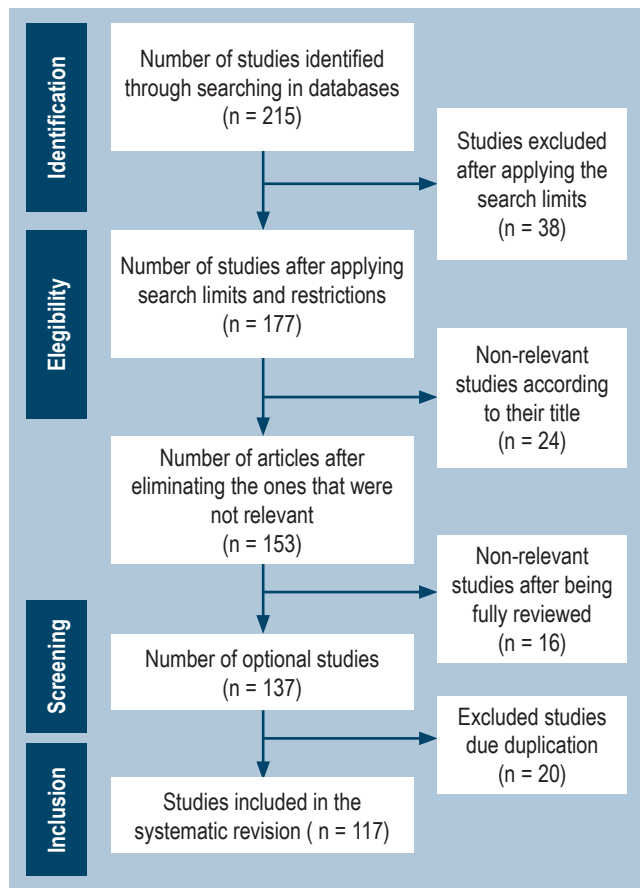 Identification
Number of studies identified
through searching in databases
(n = 215)
Studies excluded
after applying the
search limits
(n = 38)
Elegibility
Number of studies after applying
search limits and restrictions
(n = 177)
Non-relevant
studies according
to their title
(n = 24)
Number of articles after
eliminating the ones that were
not relevant
(n = 153)
Non-relevant
studies after being
fully reviewed
(n = 16)
Screening
Number of optional studies
(n = 137)
Excluded studies
due duplication
(n = 20)
Inclusion
Studies included in the
systematic revision ( n = 117)